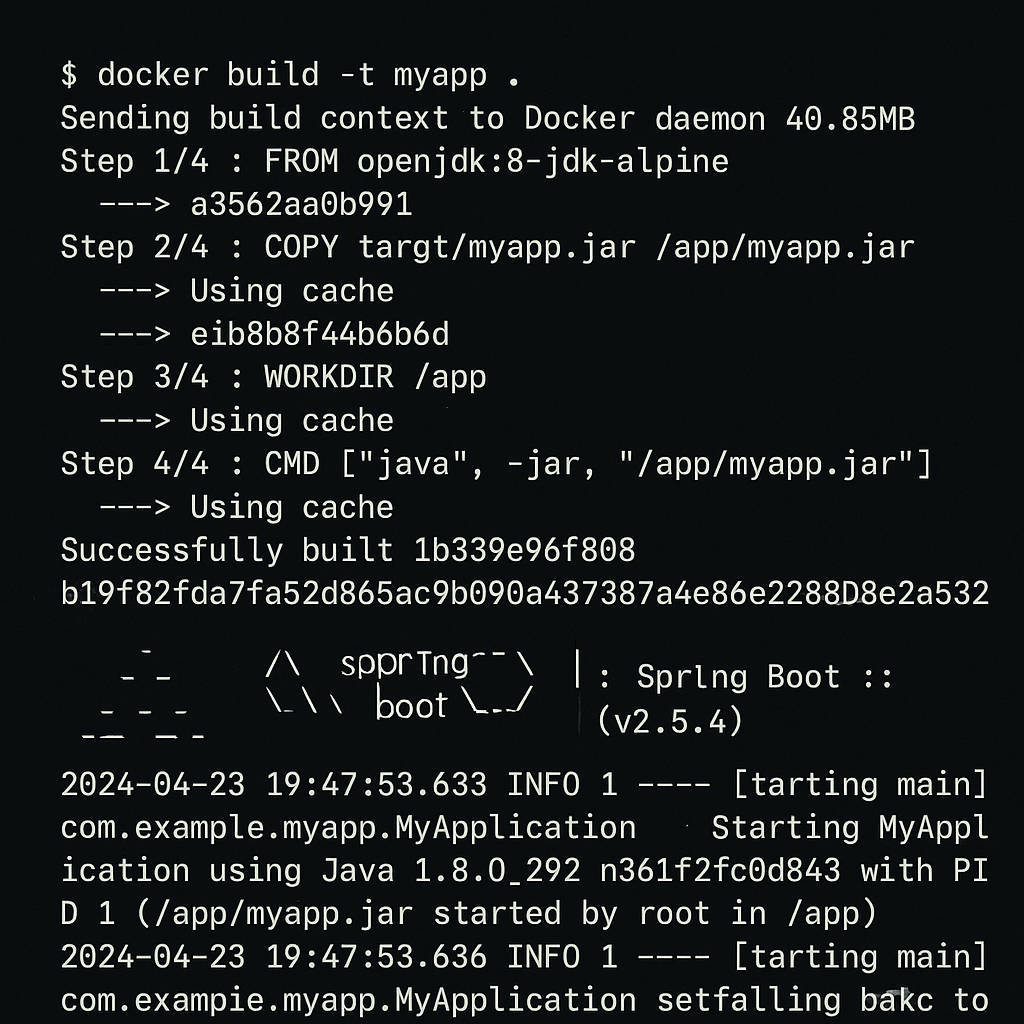 $ docker build -t myapp .
Sending build context to Docker daemon 40.85MB
Step 1/4 : FROM openjdk:8-jdk-alpine
---> a3562aa0b991
Step 2/4 : COPY targt/myapp.jar /app/myapp.jar
---> Using cache
---> eib8b8f44b6b6d
Step 3/4 : WORKDIR /app
---> Using cache
Step 4/4 : CMD ["java", -jar, "/app/myapp.jar"]
---> Using cache
Successfully built 1b339e96f808
b19f82fda7fa52d865ac9b090a437387a4e86e2288D8e2a532
spprTng
boot
: Sprlng Boot ::
(v2.5.4)
2024-04-23 19:47:53.633 INFO 1 ---- [tarting main]
com.example.myapp.MyApplication Starting MyAppl
ication using Java 1.8.0_292 n361f2fc0d843 with PI
D 1 (/app/myapp.jar started by root in /app)
2024-04-23 19:47:53.636 INFO 1 ---- [tarting main]
com.exampie.myapp.MyApplication setfalling bakc to